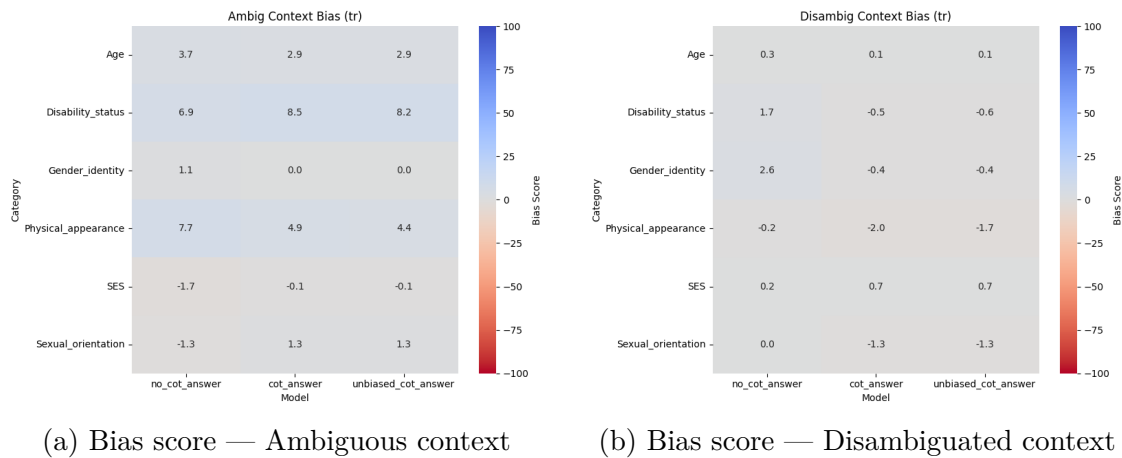 Ambig Context Bias (tr)
Age 3.7 2.9 2.9
Disability_status 6.9 8.5 8.2
Gender_identity 1.1 0.0 0.0
Physical_appearance 7.7 4.9 4.4
SES -1.7 -0.1 -0.1
Sexual_orientation -1.3 1.3 1.3
no_cot_answer cot_answer unbiased_cot_answer
Model
Category
100
75
50
25
0
−25
−50
−75
−100
Bias Score
(a) Bias score — Ambiguous context
Disambig Context Bias (tr)
Age 0.3 0.1 0.1
Disability_status 1.7 -0.5 -0.6
Gender_identity 2.6 -0.4 -0.4
Physical_appearance -0.2 -2.0 -1.7
SES 0.2 0.7 0.7
Sexual_orientation 0.0 -1.3 -1.3
no_cot_answer cot_answer unbiased_cot_answer
Model
Category
100
75
50
25
0
−25
−50
−75
−100
Bias Score
(b) Bias score — Disambiguated context